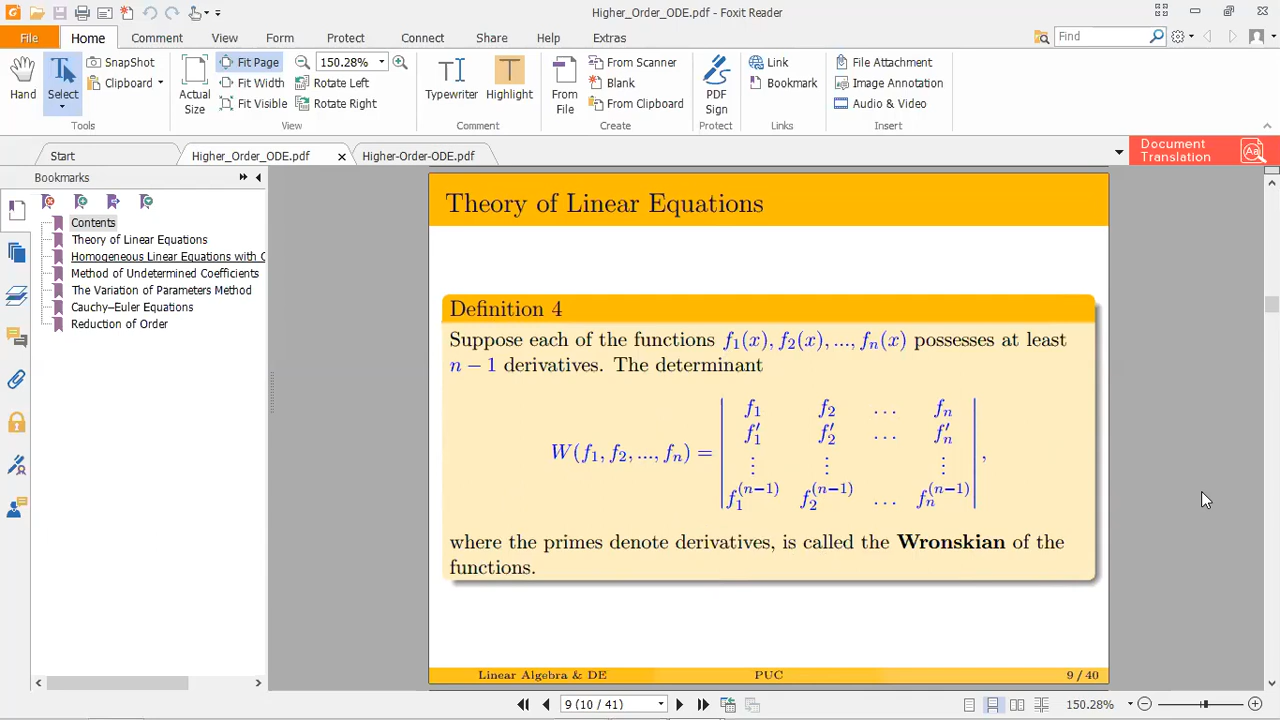 Higher_Order_ODE.pdf - Foxit Reader
File Home Comment View Form Protect Connect Share Help Extras Find
Hand
Select
SnapShot
Clipboard
Tools
Actual Size
Fit Page
Fit Width
Fit Visible
150.28%
Rotate Left
Rotate Right
View
Typewriter
Highlight
Comment
From File
From Scanner
Blank
From Clipboard
Create
PDF Sign
Protect
Link
Bookmark
Links
File Attachment
Image Annotation
Audio & Video
Insert
Start Higher_Order_ODE.pdf Higher-Order-ODE.pdf
Document Translation
Bookmarks
Contents
Theory of Linear Equations
Homogeneous Linear Equations with C
Method of Undetermined Coefficients
The Variation of Parameters Method
Cauchy–Euler Equations
Reduction of Order
Theory of Linear Equations
Definition 4
Suppose each of the functions f₁(x), f₂(x), ..., fₙ(x) possesses at least
n − 1 derivatives. The determinant
f₁ f₂ ... fₙ
f₁′ f₂′ ... fₙ′
W(f₁, f₂, ..., fₙ) = ⋮ ⋮ ⋮ ,
f₁⁽ⁿ⁻¹⁾ f₂⁽ⁿ⁻¹⁾ ... fₙ⁽ⁿ⁻¹⁾
where the primes denote derivatives, is called the Wronskian of the
functions.
Linear Algebra & DE PUC 9 / 40
9 (10 / 41) 150.28%